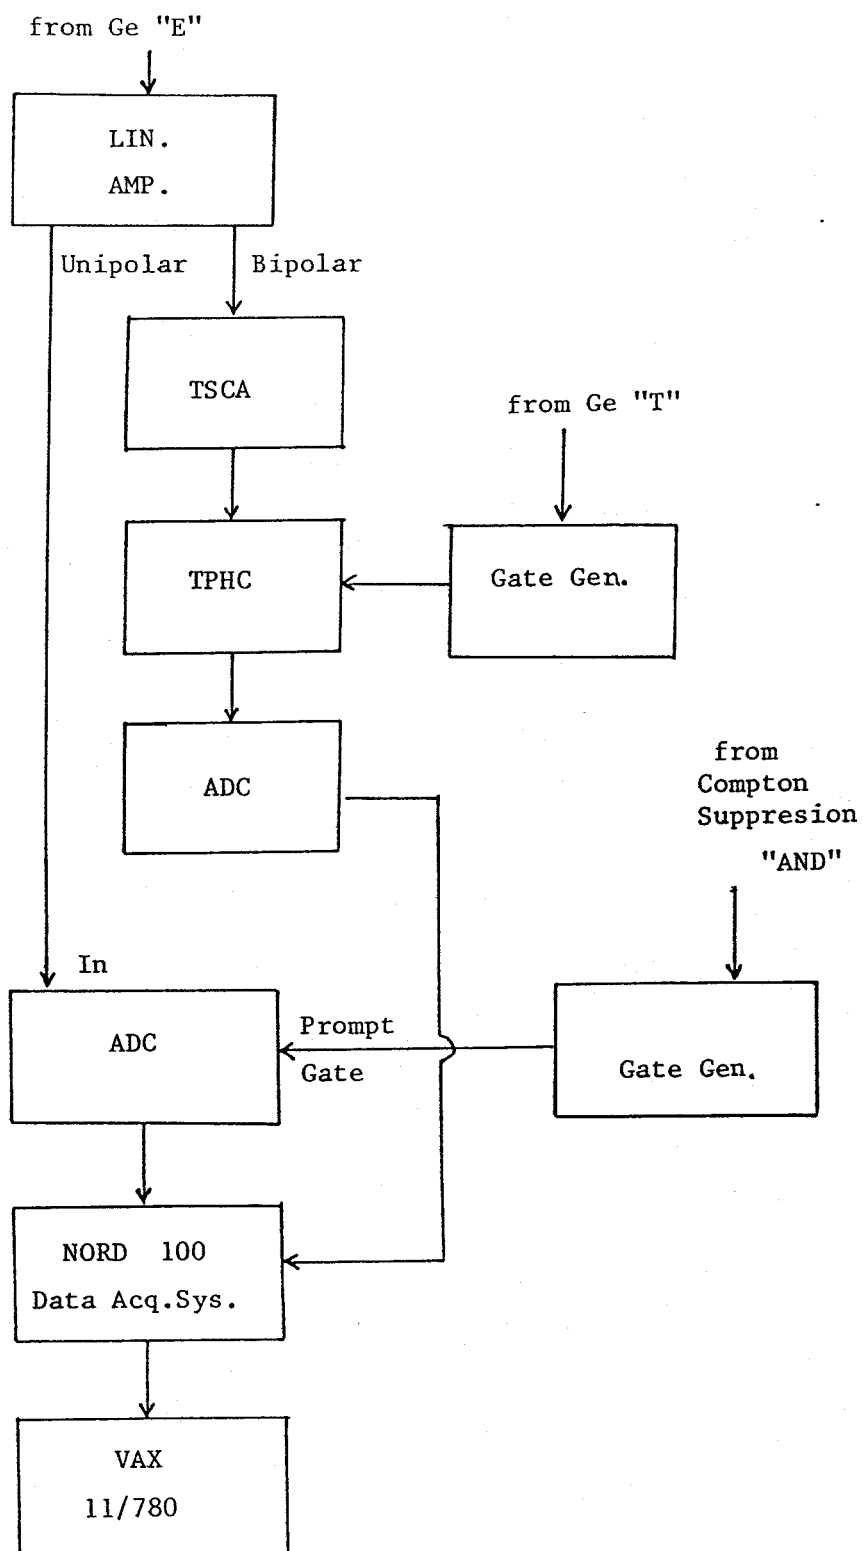 from Ge "E"
LIN.
AMP.
Unipolar
Bipolar
TSCA
from Ge "T"
TPHC
Gate Gen.
ADC
from
Compton
Suppresion
"AND"
In
ADC
Prompt
Gate
Gate Gen.
NORD 100
Data Acq.Sys.
VAX
11/780